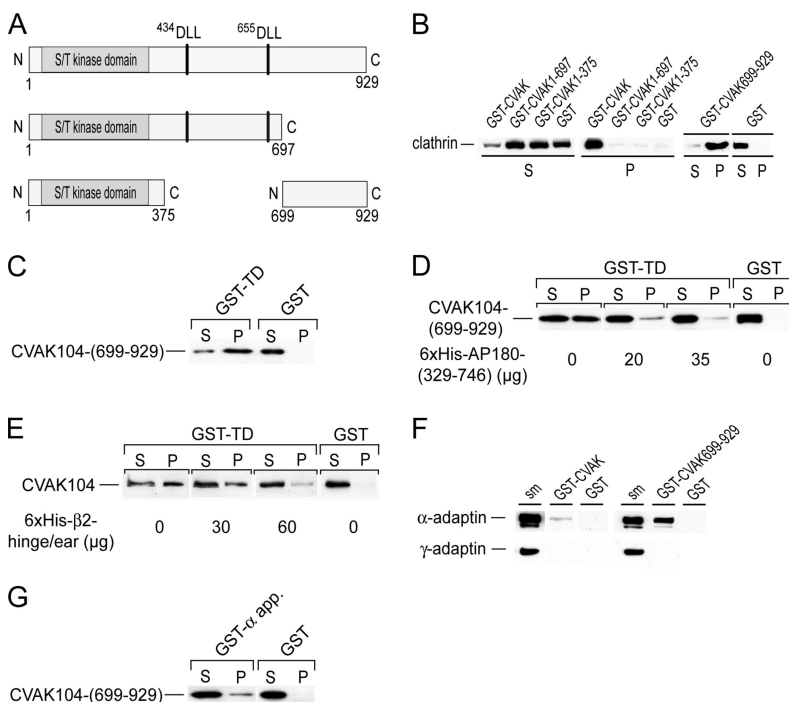 A
434DLL 655DLL
N S/T kinase domain C
1 929
N S/T kinase domain C
1 697
N S/T kinase domain C N C
1 375 699 929
B
GST-CVAK GST-CVAK1-697 GST-CVAK1-375 GST GST-CVAK GST-CVAK1-697 GST-CVAK1-375 GST GST-CVAK699-929 GST
clathrin
S P S P S P
C
GST-TD GST
S P S P
CVAK104-(699-929)
D
GST-TD GST
S P S P S P S P
CVAK104-
(699-929)
6xHis-AP180-
(329-746) (µg) 0 20 35 0
E
GST-TD GST
S P S P S P S P
CVAK104
6xHis-β2-
hinge/ear (µg) 0 30 60 0
F
sm GST-CVAK GST sm GST-CVAK699-929 GST
α-adaptin
γ-adaptin
G
GST-α app. GST
S P S P
CVAK104-(699-929)